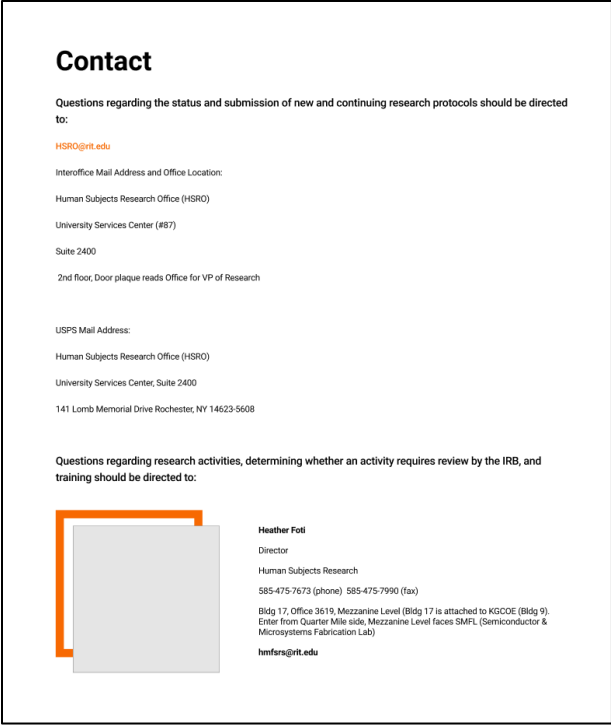 Contact
Questions regarding the status and submission of new and continuing research protocols should be directed
to:
HSRO@rit.edu
Interoffice Mail Address and Office Location:
Human Subjects Research Office (HSRO)
University Services Center (#87)
Suite 2400
2nd floor, Door plaque reads Office for VP of Research
USPS Mail Address:
Human Subjects Research Office (HSRO)
University Services Center, Suite 2400
141 Lomb Memorial Drive Rochester, NY 14623-5608
Questions regarding research activities, determining whether an activity requires review by the IRB, and
training should be directed to:
Heather Foti
Director
Human Subjects Research
585-475-7673 (phone)  585-475-7990 (fax)
Bldg 17, Office 3619, Mezzanine Level (Bldg 17 is attached to KGCOE (Bldg 9).
Enter from Quarter Mile side, Mezzanine Level faces SMFL (Semiconductor &
Microsystems Fabrication Lab)
hmfsrs@rit.edu